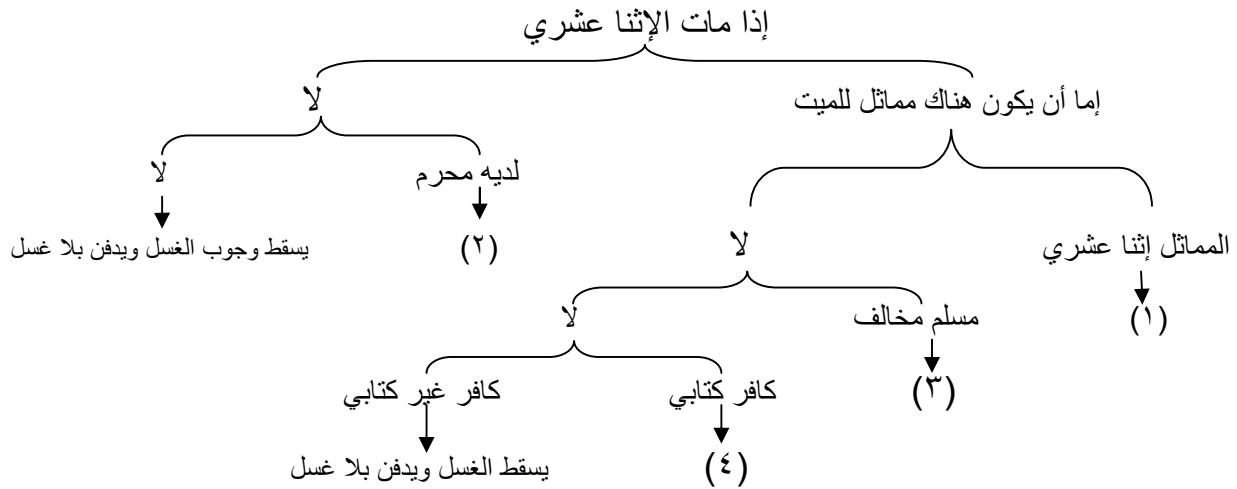 إذا مات الإثنا عشري
إما أن يكون هناك مماثل للميت
لا
لديه محرم
لا
(٢)
يسقط وجوب الغسل ويدفن بلا غسل
المماثل إثنا عشري
لا
(١)
مسلم مخالف
لا
(٣)
كافر كتابي
كافر غير كتابي
(٤)
يسقط الغسل ويدفن بلا غسل